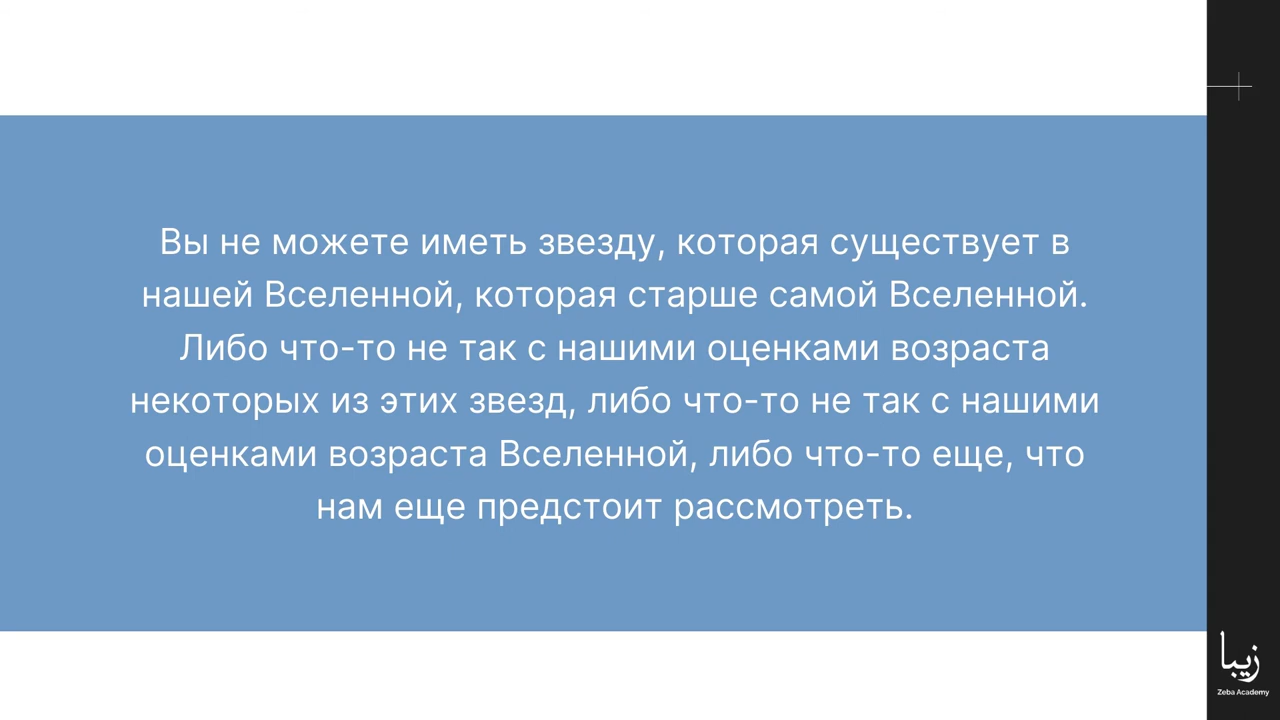 Вы не можете иметь звезду, которая существует в
нашей Вселенной, которая старше самой Вселенной.
Либо что-то не так с нашими оценками возраста
некоторых из этих звезд, либо что-то не так с нашими
оценками возраста Вселенной, либо что-то еще, что
нам еще предстоит рассмотреть.
زیبا
Zeba Academy